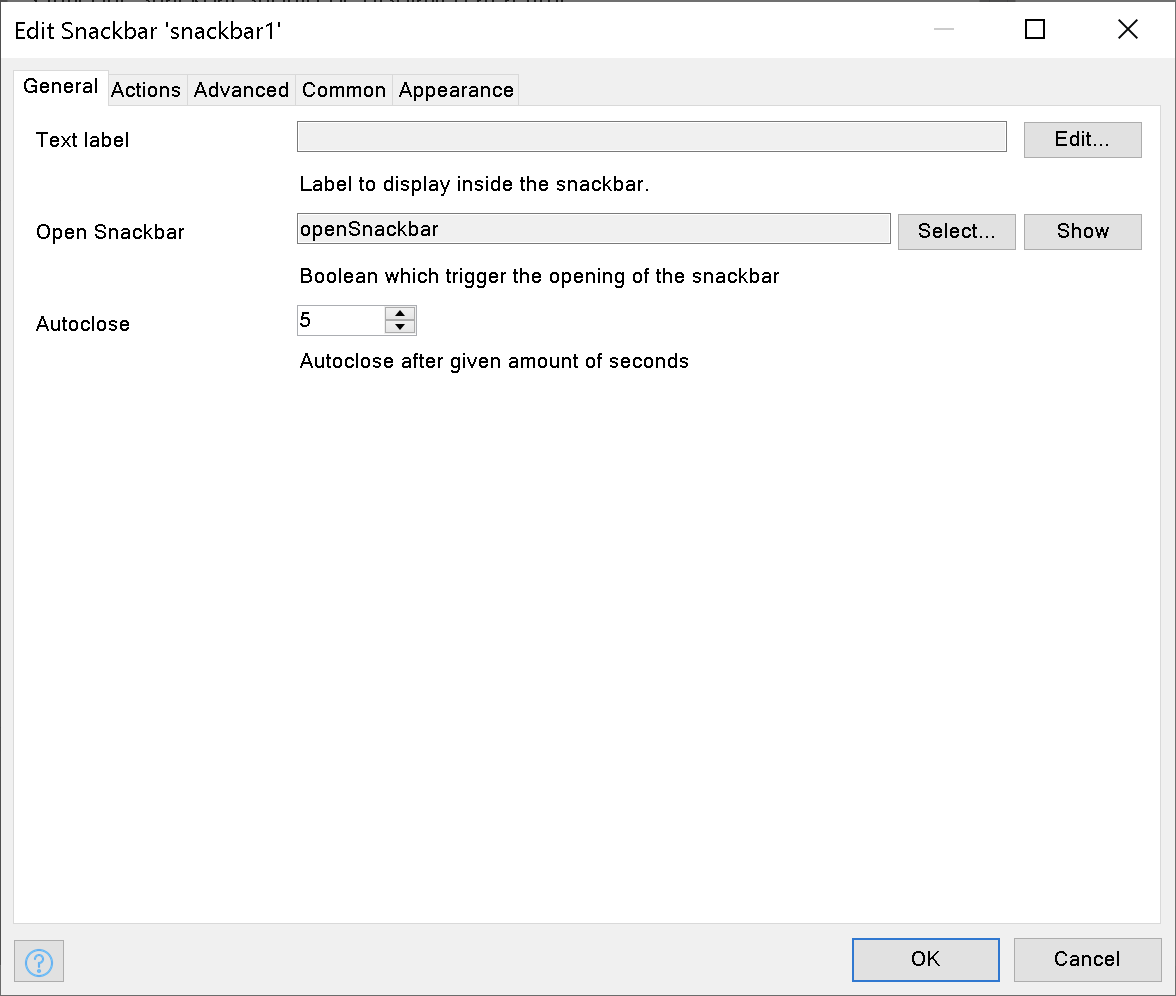 Edit Snackbar 'snackbar1'
General Actions Advanced Common Appearance
Text label Edit...
Label to display inside the snackbar.
Open Snackbar openSnackbar Select... Show
Boolean which trigger the opening of the snackbar
Autoclose 5
Autoclose after given amount of seconds
? OK Cancel